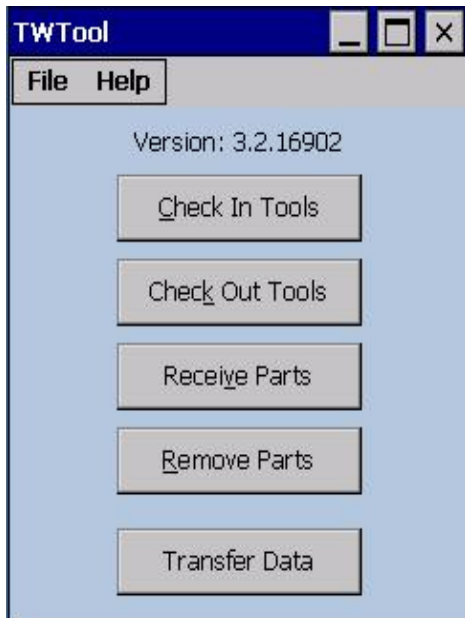 TWTool
File Help
Version: 3.2.16902
Check In Tools
Check Out Tools
Receive Parts
Remove Parts
Transfer Data